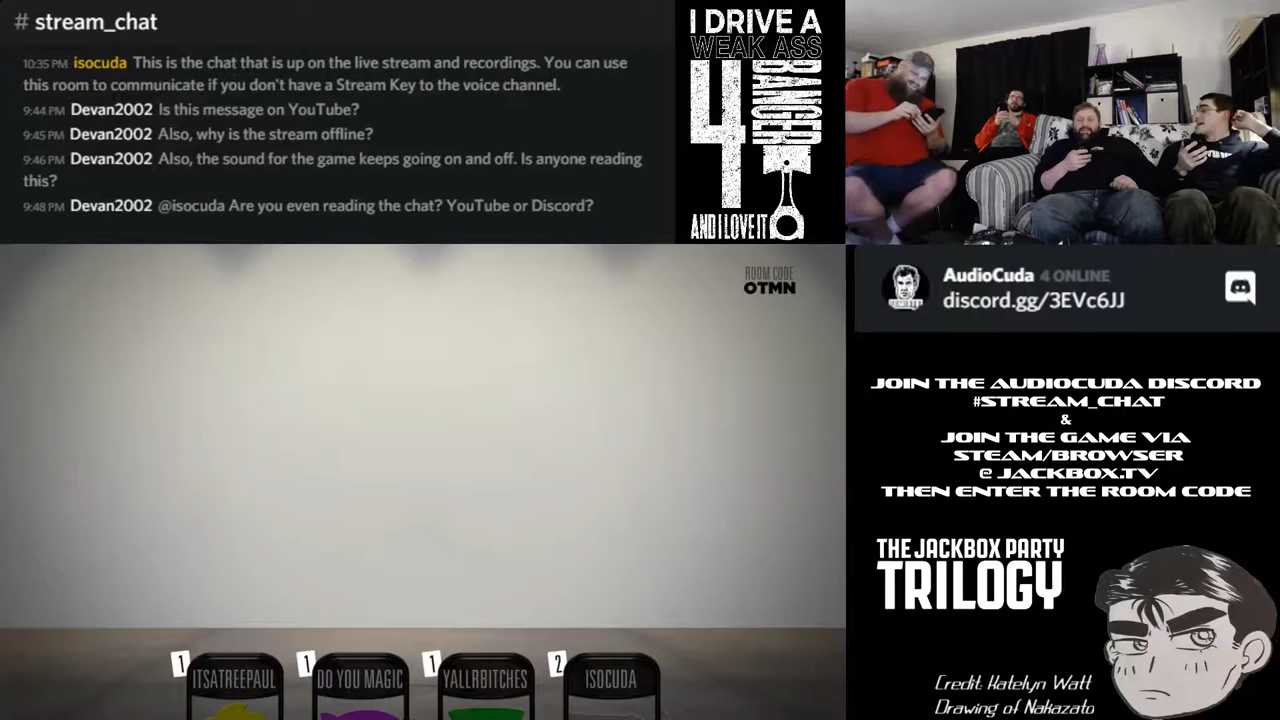 # stream_chat
10:35 PM isocuda This is the chat that is up on the live stream and recordings. You can use
this room to communicate if you don't have a Stream Key to the voice channel.
9:44 PM Devan2002 Is this message on YouTube?
9:45 PM Devan2002 Also, why is the stream offline?
9:46 PM Devan2002 Also, the sound for the game keeps going on and off. Is anyone reading
this?
9:48 PM Devan2002 @isocuda Are you even reading the chat? YouTube or Discord?
I DRIVE A
WEAK ASS
4 BANGER
AND I LOVE IT
ROOM CODE
OTMN
AudioCuda 4 ONLINE
discord.gg/3EVc6JJ
JOIN THE AUDIOCUDA DISCORD
#STREAM_CHAT
&
JOIN THE GAME VIA
STEAM/BROWSER
@ JACKBOX.TV
THEN ENTER THE ROOM CODE
THE JACKBOX PARTY
TRILOGY
Credit: Katelyn Watt
Drawing of Nakazato
1 ITSATREEPAUL
1 DO YOU MAGIC
1 YALLRBITCHES
2 ISOCUDA